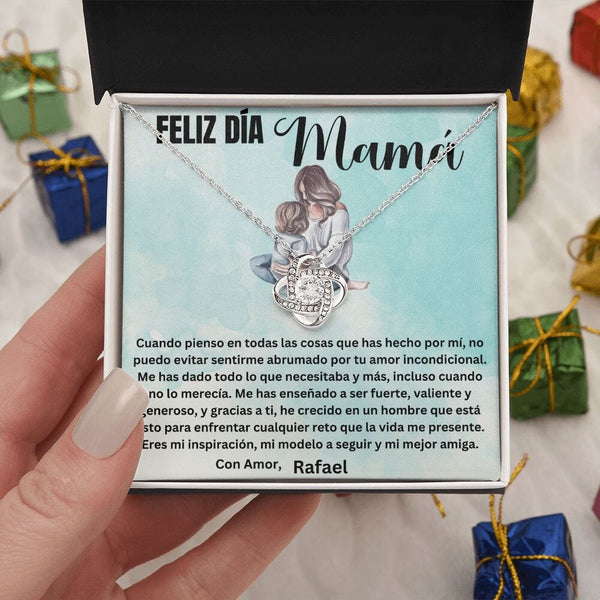 FELIZ DÍA Mamá
Cuando pienso en todas las cosas que has hecho por mí, no
puedo evitar sentirme abrumado por tu amor incondicional.
Me has dado todo lo que necesitaba y más, incluso cuando
no lo merecía. Me has enseñado a ser fuerte, valiente y
generoso, y gracias a ti, he crecido en un hombre que está
sto para enfrentar cualquier reto que la vida me presente.
Eres mi inspiración, mi modelo a seguir y mi mejor amiga.
Con Amor, Rafael